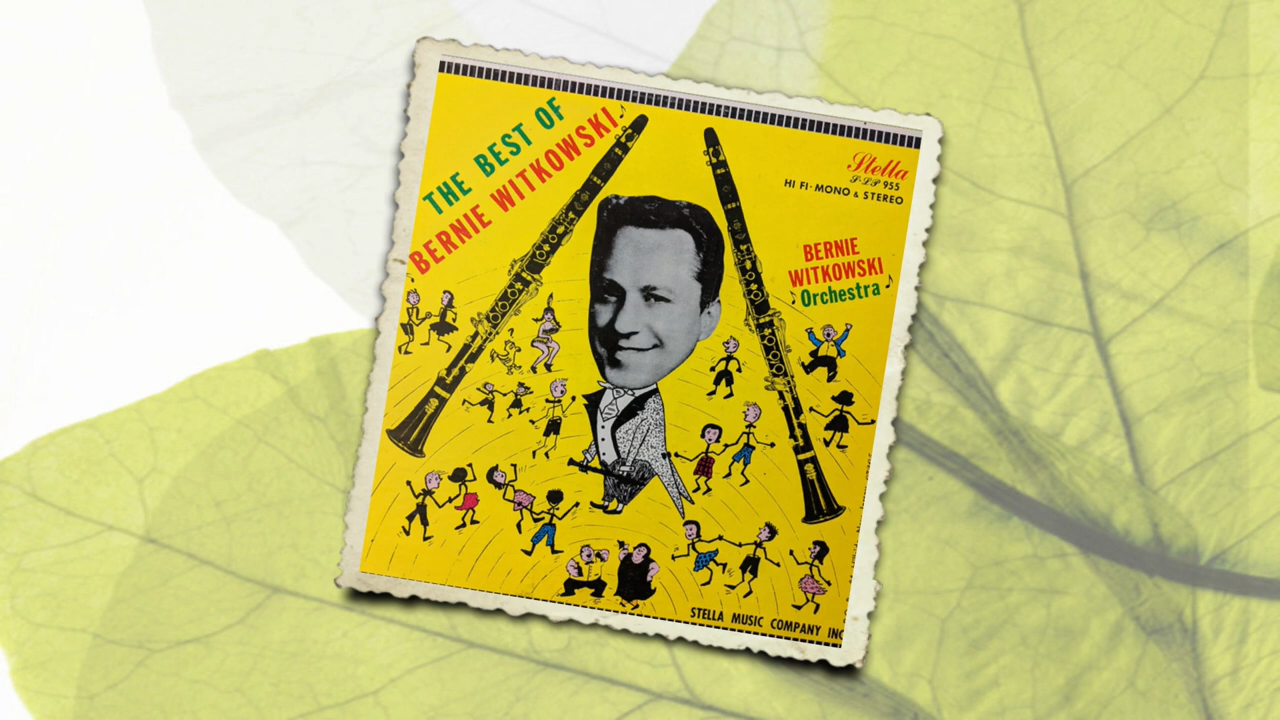 THE BEST OF
BERNIE WITKOWSKI
Stella
SLP 955
HI FI-MONO & STEREO
BERNIE
WITKOWSKI
Orchestra
STELLA MUSIC COMPANY INC